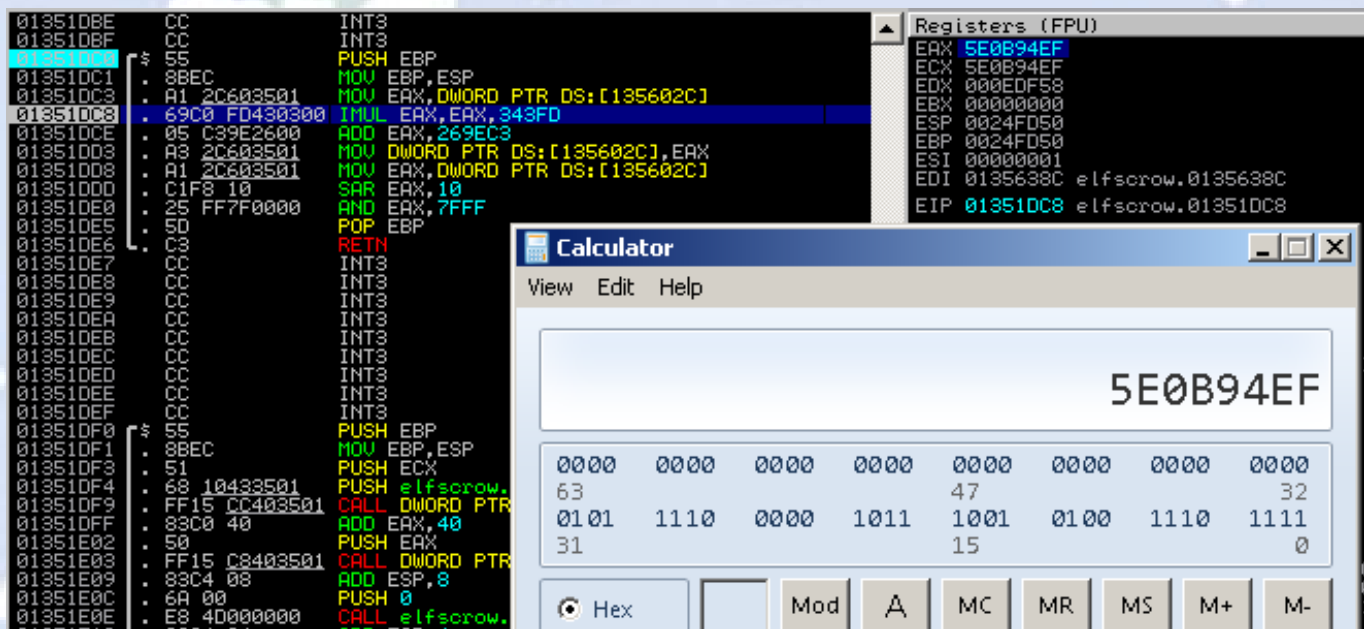 01351DBE CC INT3
01351DBF CC INT3
01351DC0 $ 55 PUSH EBP
01351DC1 . 8BEC MOV EBP,ESP
01351DC3 . A1 2C603501 MOV EAX,DWORD PTR DS:[135602C]
01351DC8 . 69C0 FD430300 IMUL EAX,EAX,343FD
01351DCE . 05 C39E2600 ADD EAX,269EC3
01351DD3 . A3 2C603501 MOV DWORD PTR DS:[135602C],EAX
01351DD8 . A1 2C603501 MOV EAX,DWORD PTR DS:[135602C]
01351DDD . C1F8 10 SAR EAX,10
01351DE0 . 25 FF7F0000 AND EAX,7FFF
01351DE5 . 5D POP EBP
01351DE6 . C3 RETN
01351DE7 CC INT3
01351DE8 CC INT3
01351DE9 CC INT3
01351DEA CC INT3
01351DEB CC INT3
01351DEC CC INT3
01351DED CC INT3
01351DEE CC INT3
01351DEF CC INT3
01351DF0 $ 55 PUSH EBP
01351DF1 . 8BEC MOV EBP,ESP
01351DF3 . 51 PUSH ECX
01351DF4 . 68 10433501 PUSH elfscrow.
01351DF9 . FF15 CC403501 CALL DWORD PTR
01351DFF . 83C0 40 ADD EAX,40
01351E02 . 50 PUSH EAX
01351E03 . FF15 C8403501 CALL DWORD PTR
01351E09 . 83C4 08 ADD ESP,8
01351E0C . 6A 00 PUSH 0
01351E0E . E8 4D000000 CALL elfscrow.
Registers (FPU)
EAX 5E0B94EF
ECX 5E0B94EF
EDX 000EDF58
EBX 00000000
ESP 0024FD50
EBP 0024FD50
ESI 00000001
EDI 0135638C elfscrow.0135638C
EIP 01351DC8 elfscrow.01351DC8
Calculator
View Edit Help
5E0B94EF
0000 0000 0000 0000 0000 0000 0000 0000
63 47 32
0101 1110 0000 1011 1001 0100 1110 1111
31 15 0
Hex Mod A MC MR MS M+ M-